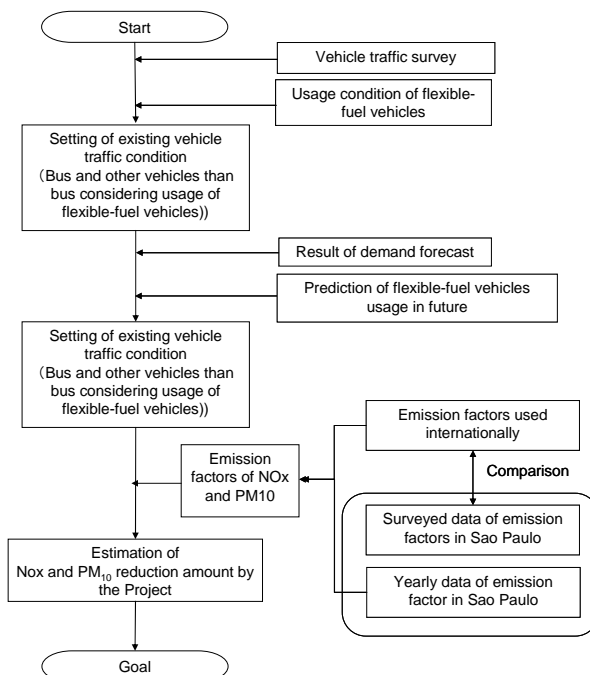 Start
Vehicle traffic survey
Usage condition of flexible-
fuel vehicles
Setting of existing vehicle
traffic condition
(Bus and other vehicles than
bus considering usage of
flexible-fuel vehicles))
Result of demand forecast
Prediction of flexible-fuel vehicles
usage in future
Setting of existing vehicle
traffic condition
(Bus and other vehicles than
bus considering usage of
flexible-fuel vehicles))
Emission factors used
internationally
Emission
factors of NOx
and PM10
Comparison
Surveyed data of emission
factors in Sao Paulo
Estimation of
Nox and PM10 reduction amount by
the Project
Yearly data of emission
factor in Sao Paulo
Goal